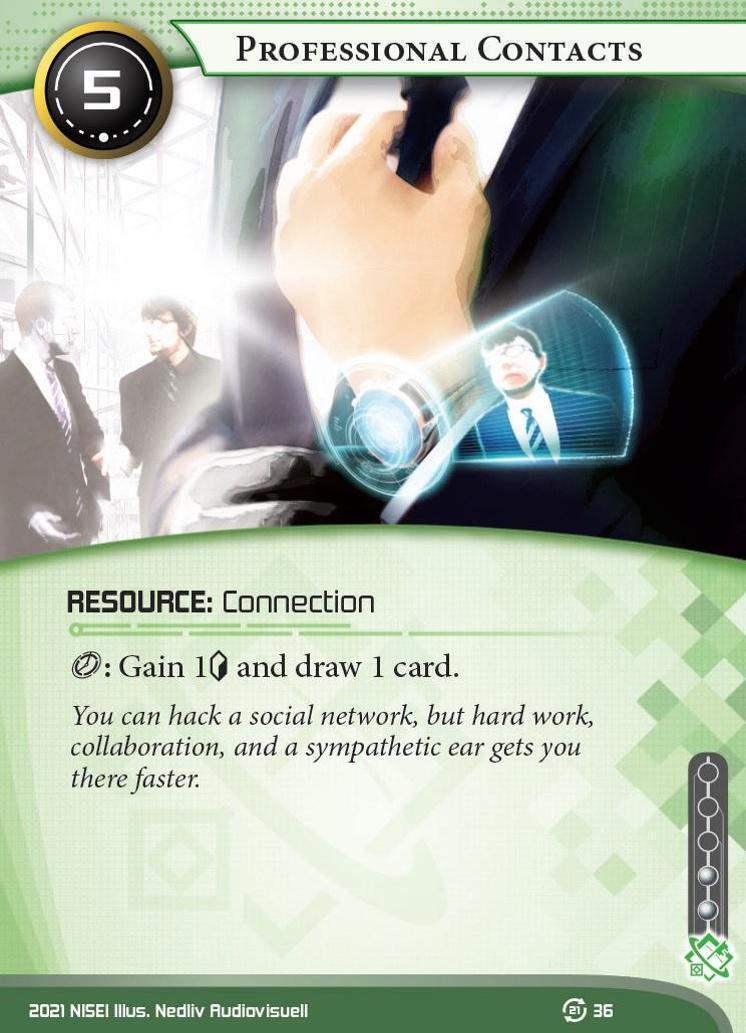 5
Professional Contacts
RESOURCE: Connection
: Gain 1 and draw 1 card.
You can hack a social network, but hard work,
collaboration, and a sympathetic ear gets you
there faster.
2021 NISEI Illus. Nedliv Audiovisuell
21 36